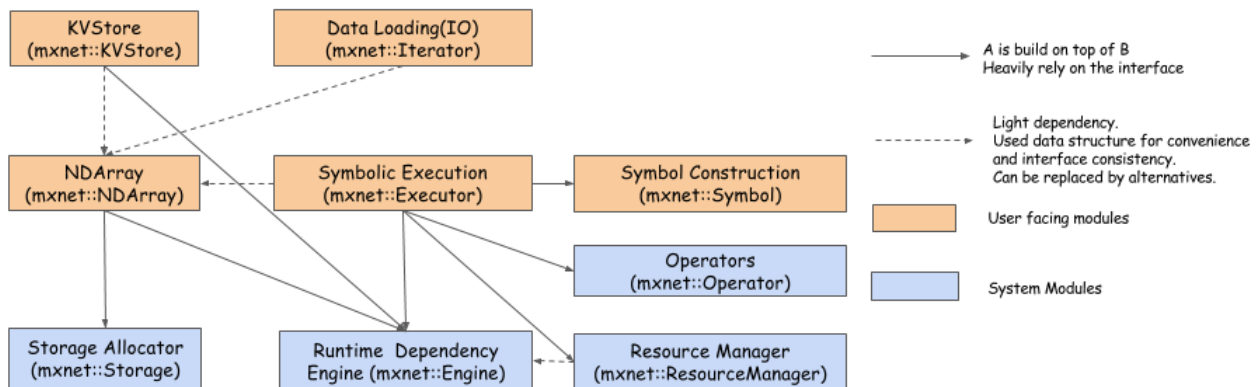 KVStore
(mxnet::KVStore)
Data Loading(IO)
(mxnet::Iterator)
A is build on top of B
Heavily rely on the interface
Light dependency.
Used data structure for convenience
and interface consistency.
Can be replaced by alternatives.
NDArray
(mxnet::NDArray)
Symbolic Execution
(mxnet::Executor)
Symbol Construction
(mxnet::Symbol)
User facing modules
Operators
(mxnet::Operator)
System Modules
Storage Allocator
(mxnet::Storage)
Runtime Dependency
Engine (mxnet::Engine)
Resource Manager
(mxnet::ResourceManager)